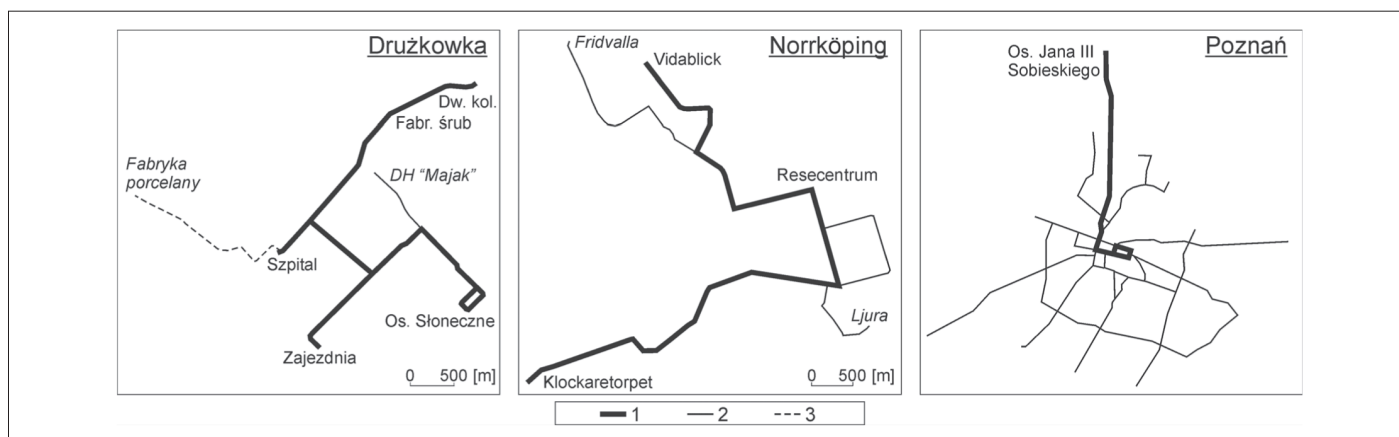 Drużkowka
Dw. kol.
Fabr. śrub
Fabryka
porcelany
DH “Majak”
Szpital
Os. Słoneczne
Zajezdnia
0 500 [m]
Norrköping
Fridvalla
Vidablick
Resecentrum
Ljura
Klockaretorpet
0 500 [m]
Poznań
Os. Jana III
Sobieskiego
1 2 3